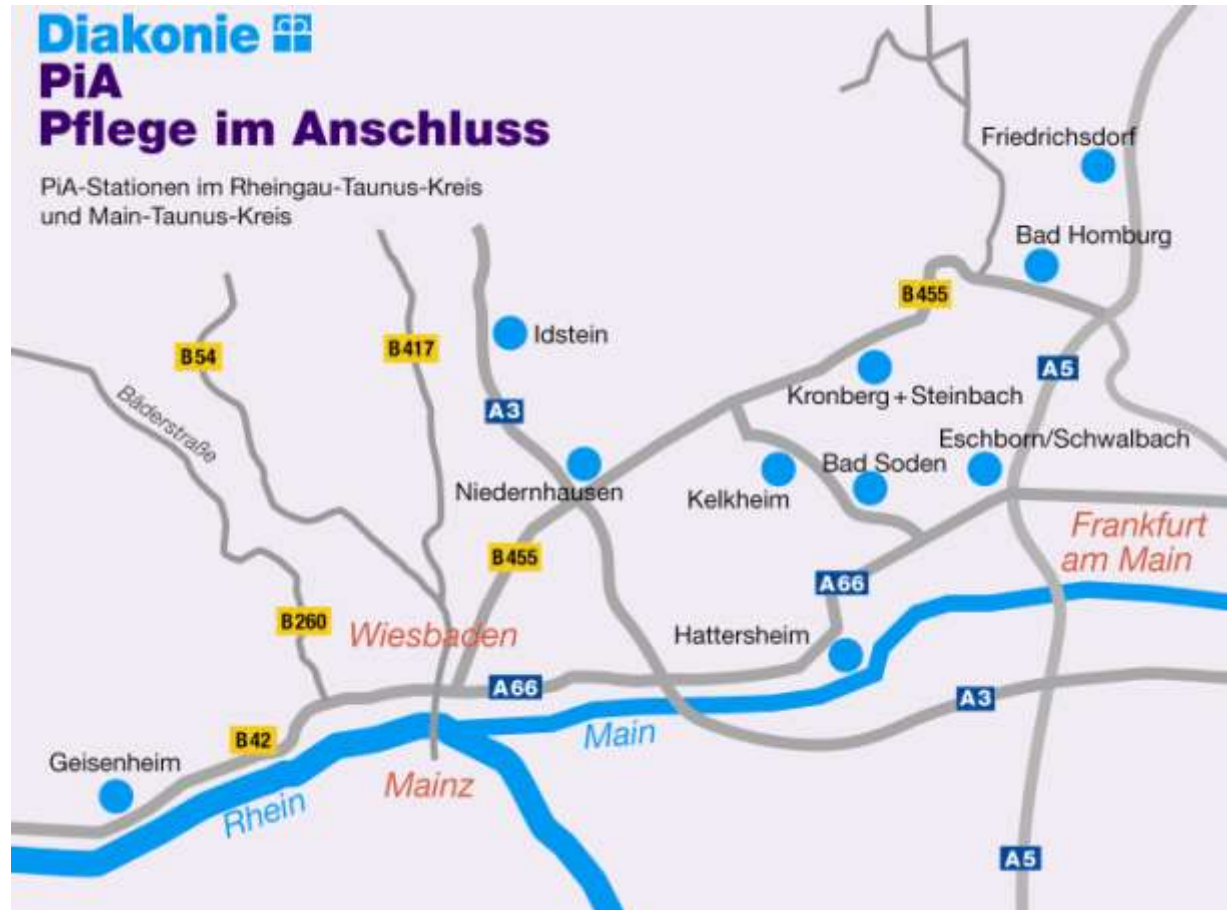 Diakonie
PiA
Pflege im Anschluss
PiA-Stationen im Rheingau-Taunus-Kreis
und Main-Taunus-Kreis
Friedrichsdorf
Bad Homburg
B455
Idstein
B54
B417
A5
Kronberg + Steinbach
Bäderstraße
A3
Eschborn/Schwalbach
Bad Soden
Niedernhausen
Kelkheim
Frankfurt
am Main
B455
A66
B260
Wiesbaden
Hattersheim
A66
A3
Main
B42
Geisenheim
Mainz
Rhein
A5